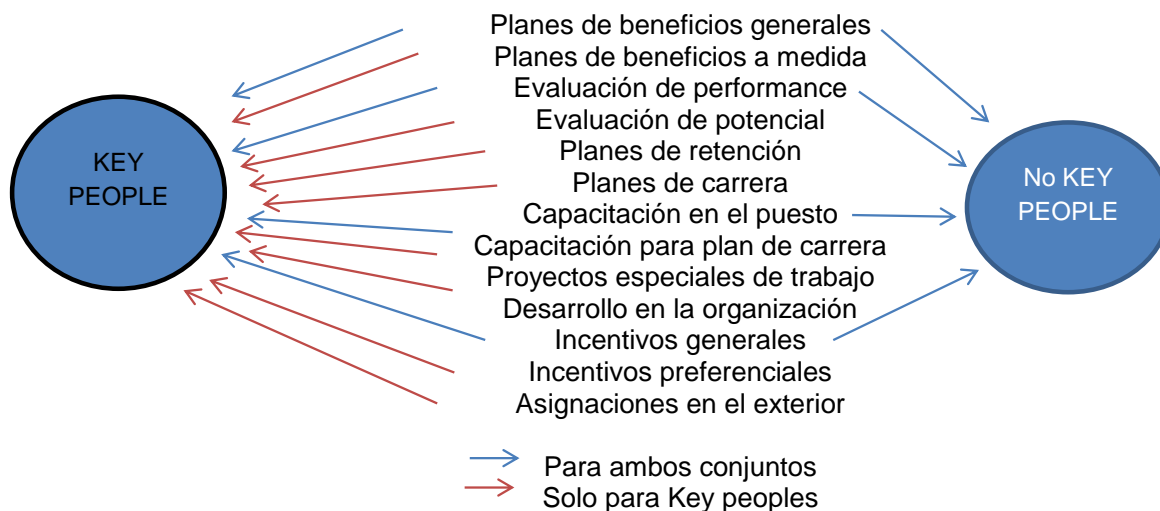 Planes de beneficios generales
Planes de beneficios a medida
Evaluación de performance
Evaluación de potencial
Planes de retención
Planes de carrera
Capacitación en el puesto
Capacitación para plan de carrera
Proyectos especiales de trabajo
Desarrollo en la organización
Incentivos generales
Incentivos preferenciales
Asignaciones en el exterior
KEY
PEOPLE
No KEY
PEOPLE
Para ambos conjuntos
Solo para Key peoples